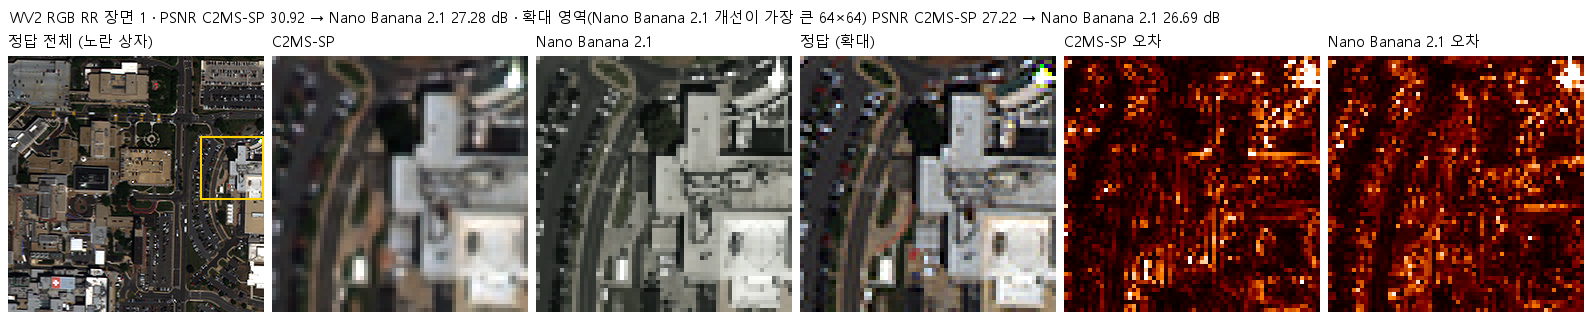 WV2 RGB RR 장면 1 · PSNR C2MS-SP 30.92 → Nano Banana 2.1 27.28 dB · 확대 영역(Nano Banana 2.1 개선이 가장 큰 64×64) PSNR C2MS-SP 27.22 → Nano Banana 2.1 26.69 dB
정답 전체 (노란 상자)
C2MS-SP
Nano Banana 2.1
정답 (확대)
C2MS-SP 오차
Nano Banana 2.1 오차